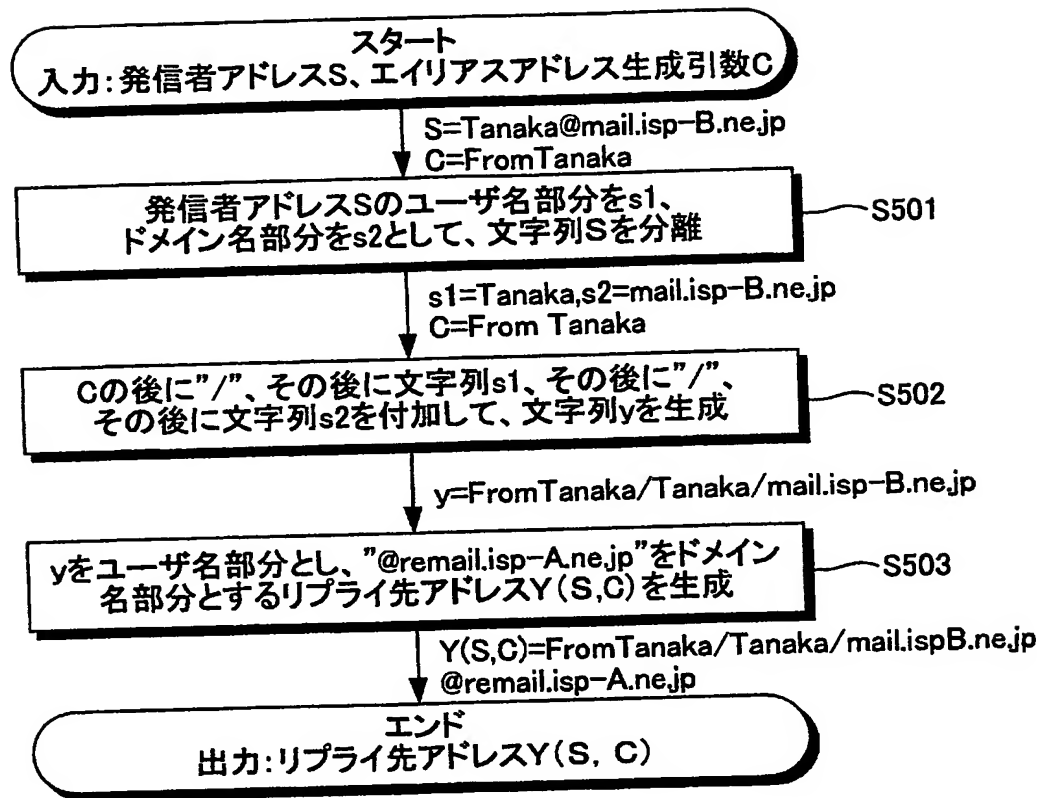 スタート
入力:発信者アドレスS、エイリアスアドレス生成引数C
S=Tanaka@mail.isp-B.ne.jp
C=FromTanaka
発信者アドレスSのユーザ名部分をs1、
ドメイン名部分をs2として、文字列Sを分離
S501
s1=Tanaka,s2=mail.isp-B.ne.jp
C=From Tanaka
Cの後に"/"、その後に文字列s1、その後に"/"、
その後に文字列s2を付加して、文字列yを生成
S502
y=FromTanaka/Tanaka/mail.isp-B.ne.jp
yをユーザ名部分とし、"@remail.isp-A.ne.jp"をドメイン
名部分とするリプライ先アドレスY(S,C)を生成
S503
Y(S,C)=FromTanaka/Tanaka/mail.ispB.ne.jp
@remail.isp-A.ne.jp
エンド
出力:リプライ先アドレスY(S, C)